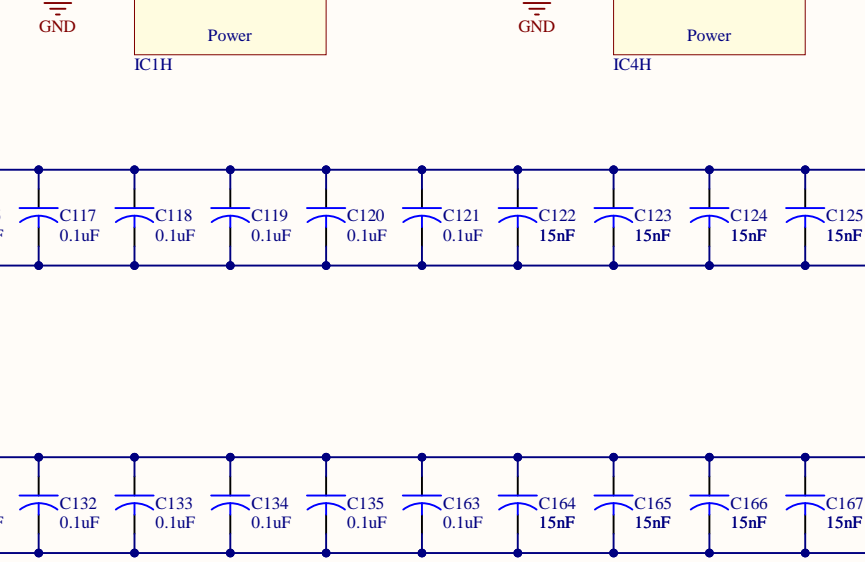 GND
Power
GND
Power
IC1H
IC4H
C117 C118 C119 C120 C121 C122 C123 C124 C125
0.1uF 0.1uF 0.1uF 0.1uF 0.1uF 15nF 15nF 15nF 15nF
C132 C133 C134 C135 C163 C164 C165 C166 C167
0.1uF 0.1uF 0.1uF 0.1uF 0.1uF 15nF 15nF 15nF 15nF